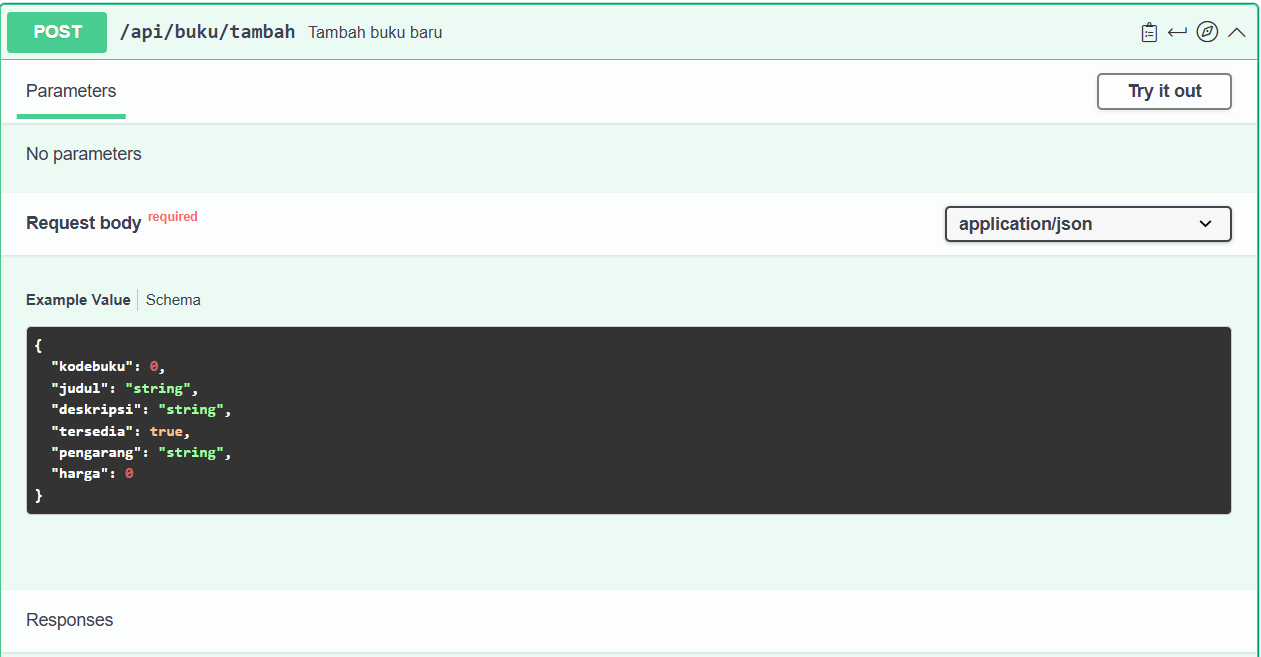 POST /api/buku/tambah Tambah buku baru
Parameters Try it out
No parameters
Request body required application/json
Example Value Schema
{
"kodebuku": 0,
"judul": "string",
"deskripsi": "string",
"tersedia": true,
"pengarang": "string",
"harga": 0
}
Responses